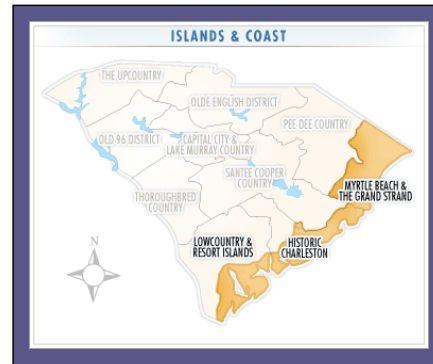 ISLANDS & COAST
THE UPCOUNTRY
OLDE ENGLISH DISTRICT
PEE DEE COUNTRY
OLD 96 DISTRICT
CAPITAL CITY &
LAKE MURRAY COUNTRY
SANTEE COOPER
COUNTRY
MYRTLE BEACH &
THE GRAND STRAND
THOROUGHBRED
COUNTRY
LOWCOUNTRY &
RESORT ISLANDS
HISTORIC
CHARLESTON
N